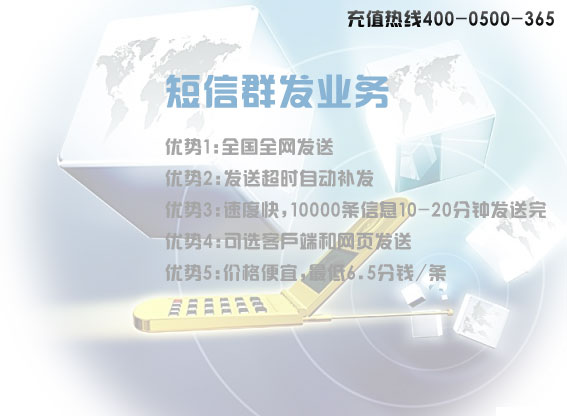 充值热线400-0500-365
短信群发业务
优势1:全国全网发送
优势2:发送超时自动补发
优势3:速度快,10000条信息10-20分钟发送完
优势4:可选客户端和网页发送
优势5:价格便宜,最低6.5分钱/条